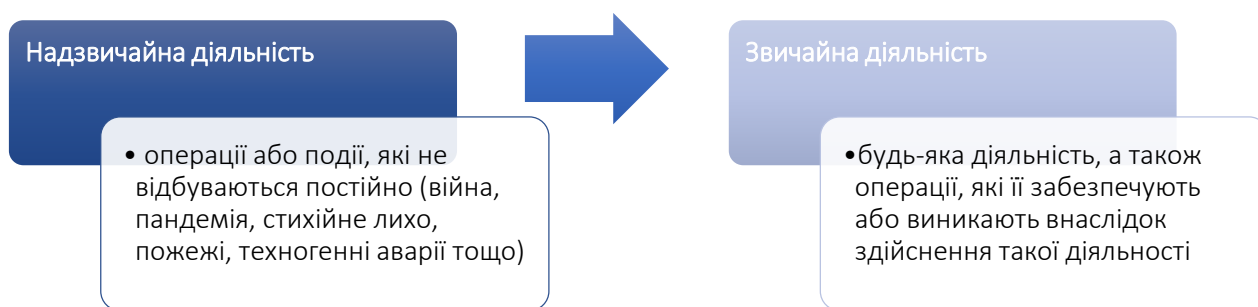 Надзвичайна діяльність
• операції або події, які не
відбуваються постійно (війна,
пандемія, стихійне лихо,
пожежі, техногенні аварії тощо)
Звичайна діяльність
•будь-яка діяльність, а також
операції, які її забезпечують
або виникають внаслідок
здійснення такої діяльності